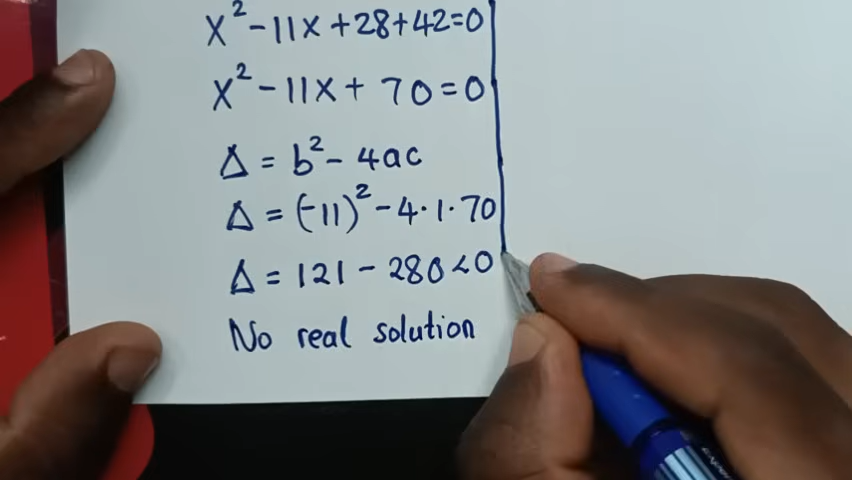 x² - 11x + 28 + 42 = 0
x² - 11x + 70 = 0
Δ = b² - 4ac
Δ = (-11)² - 4 · 1 · 70
Δ = 121 - 280 < 0
No real solution